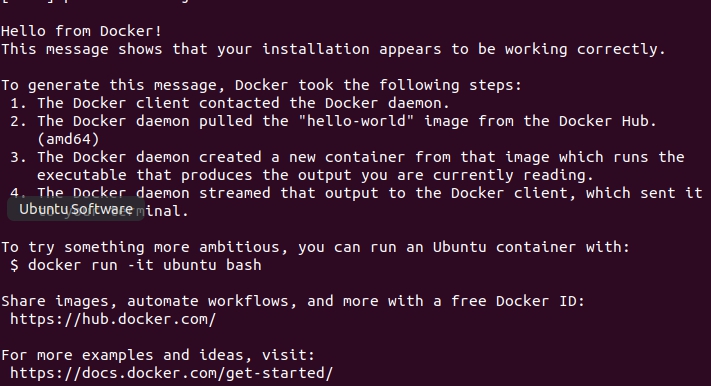 Hello from Docker!
This message shows that your installation appears to be working correctly.
To generate this message, Docker took the following steps:
1. The Docker client contacted the Docker daemon.
2. The Docker daemon pulled the "hello-world" image from the Docker Hub.
(amd64)
3. The Docker daemon created a new container from that image which runs the
executable that produces the output you are currently reading.
4. The Docker daemon streamed that output to the Docker client, which sent it
Ubuntu Software
To try something more ambitious, you can run an Ubuntu container with:
$ docker run -it ubuntu bash
Share images, automate workflows, and more with a free Docker ID:
https://hub.docker.com/
For more examples and ideas, visit:
https://docs.docker.com/get-started/